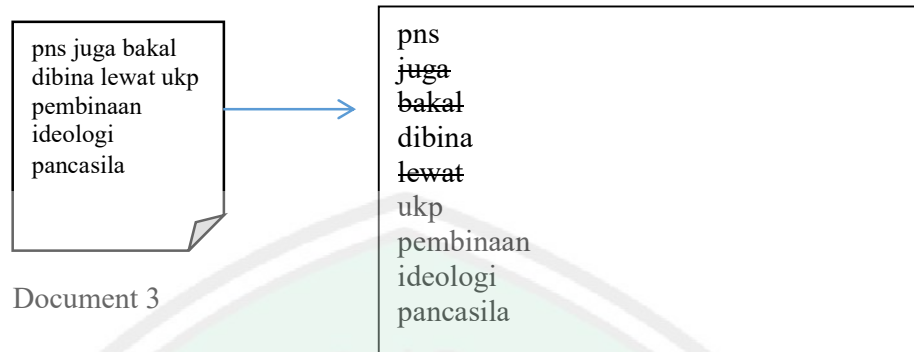 pns juga bakal
dibina lewat ukp
pembinaan
ideologi
pancasila
Document 3
pns
juga
bakal
dibina
lewat
ukp
pembinaan
ideologi
pancasila